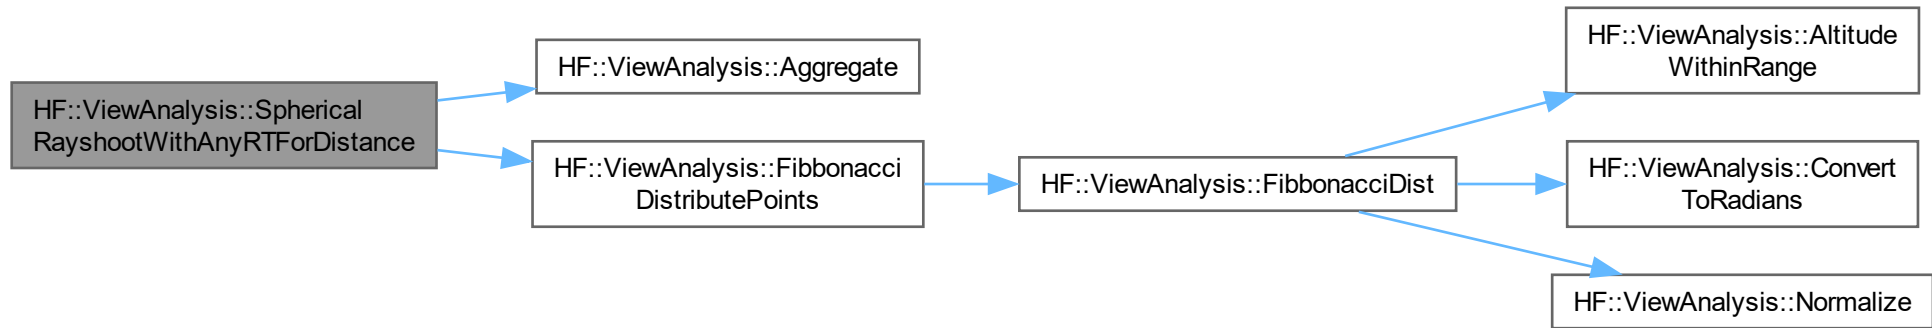 HF::ViewAnalysis::Spherical
RayshootWithAnyRTForDistance
HF::ViewAnalysis::Aggregate
HF::ViewAnalysis::Fibbonacci
DistributePoints
HF::ViewAnalysis::FibbonacciDist
HF::ViewAnalysis::Altitude
WithinRange
HF::ViewAnalysis::Convert
ToRadians
HF::ViewAnalysis::Normalize